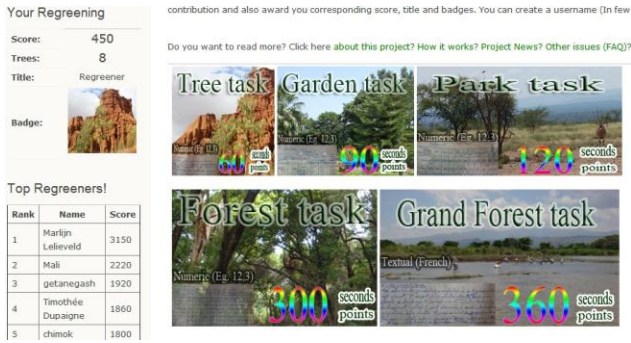 Your Regreening
Score: 450
Trees: 8
Title: Regreener
Badge:
Top Regreeners!
Rank Name Score
1 Marlijn Lelieveld 3150
2 Mali 2220
3 getanegash 1920
4 Timothée Dupaigne 1860
5 chimok 1800
contribution and also award you corresponding score, title and badges. You can create a username (In few
Do you want to read more? Click here about this project? How it works? Project News? Other issues (FAQ)?
Tree task
Numeric (Eg. 12,3)
60 seconds points
Garden task
Numeric (Eg. 12,3)
90 seconds points
Park task
Numeric (Eg. 12,3)
120 seconds points
Forest task
Numeric (Eg. 12,3)
300 seconds points
Grand Forest task
Textual (French)
360 seconds points